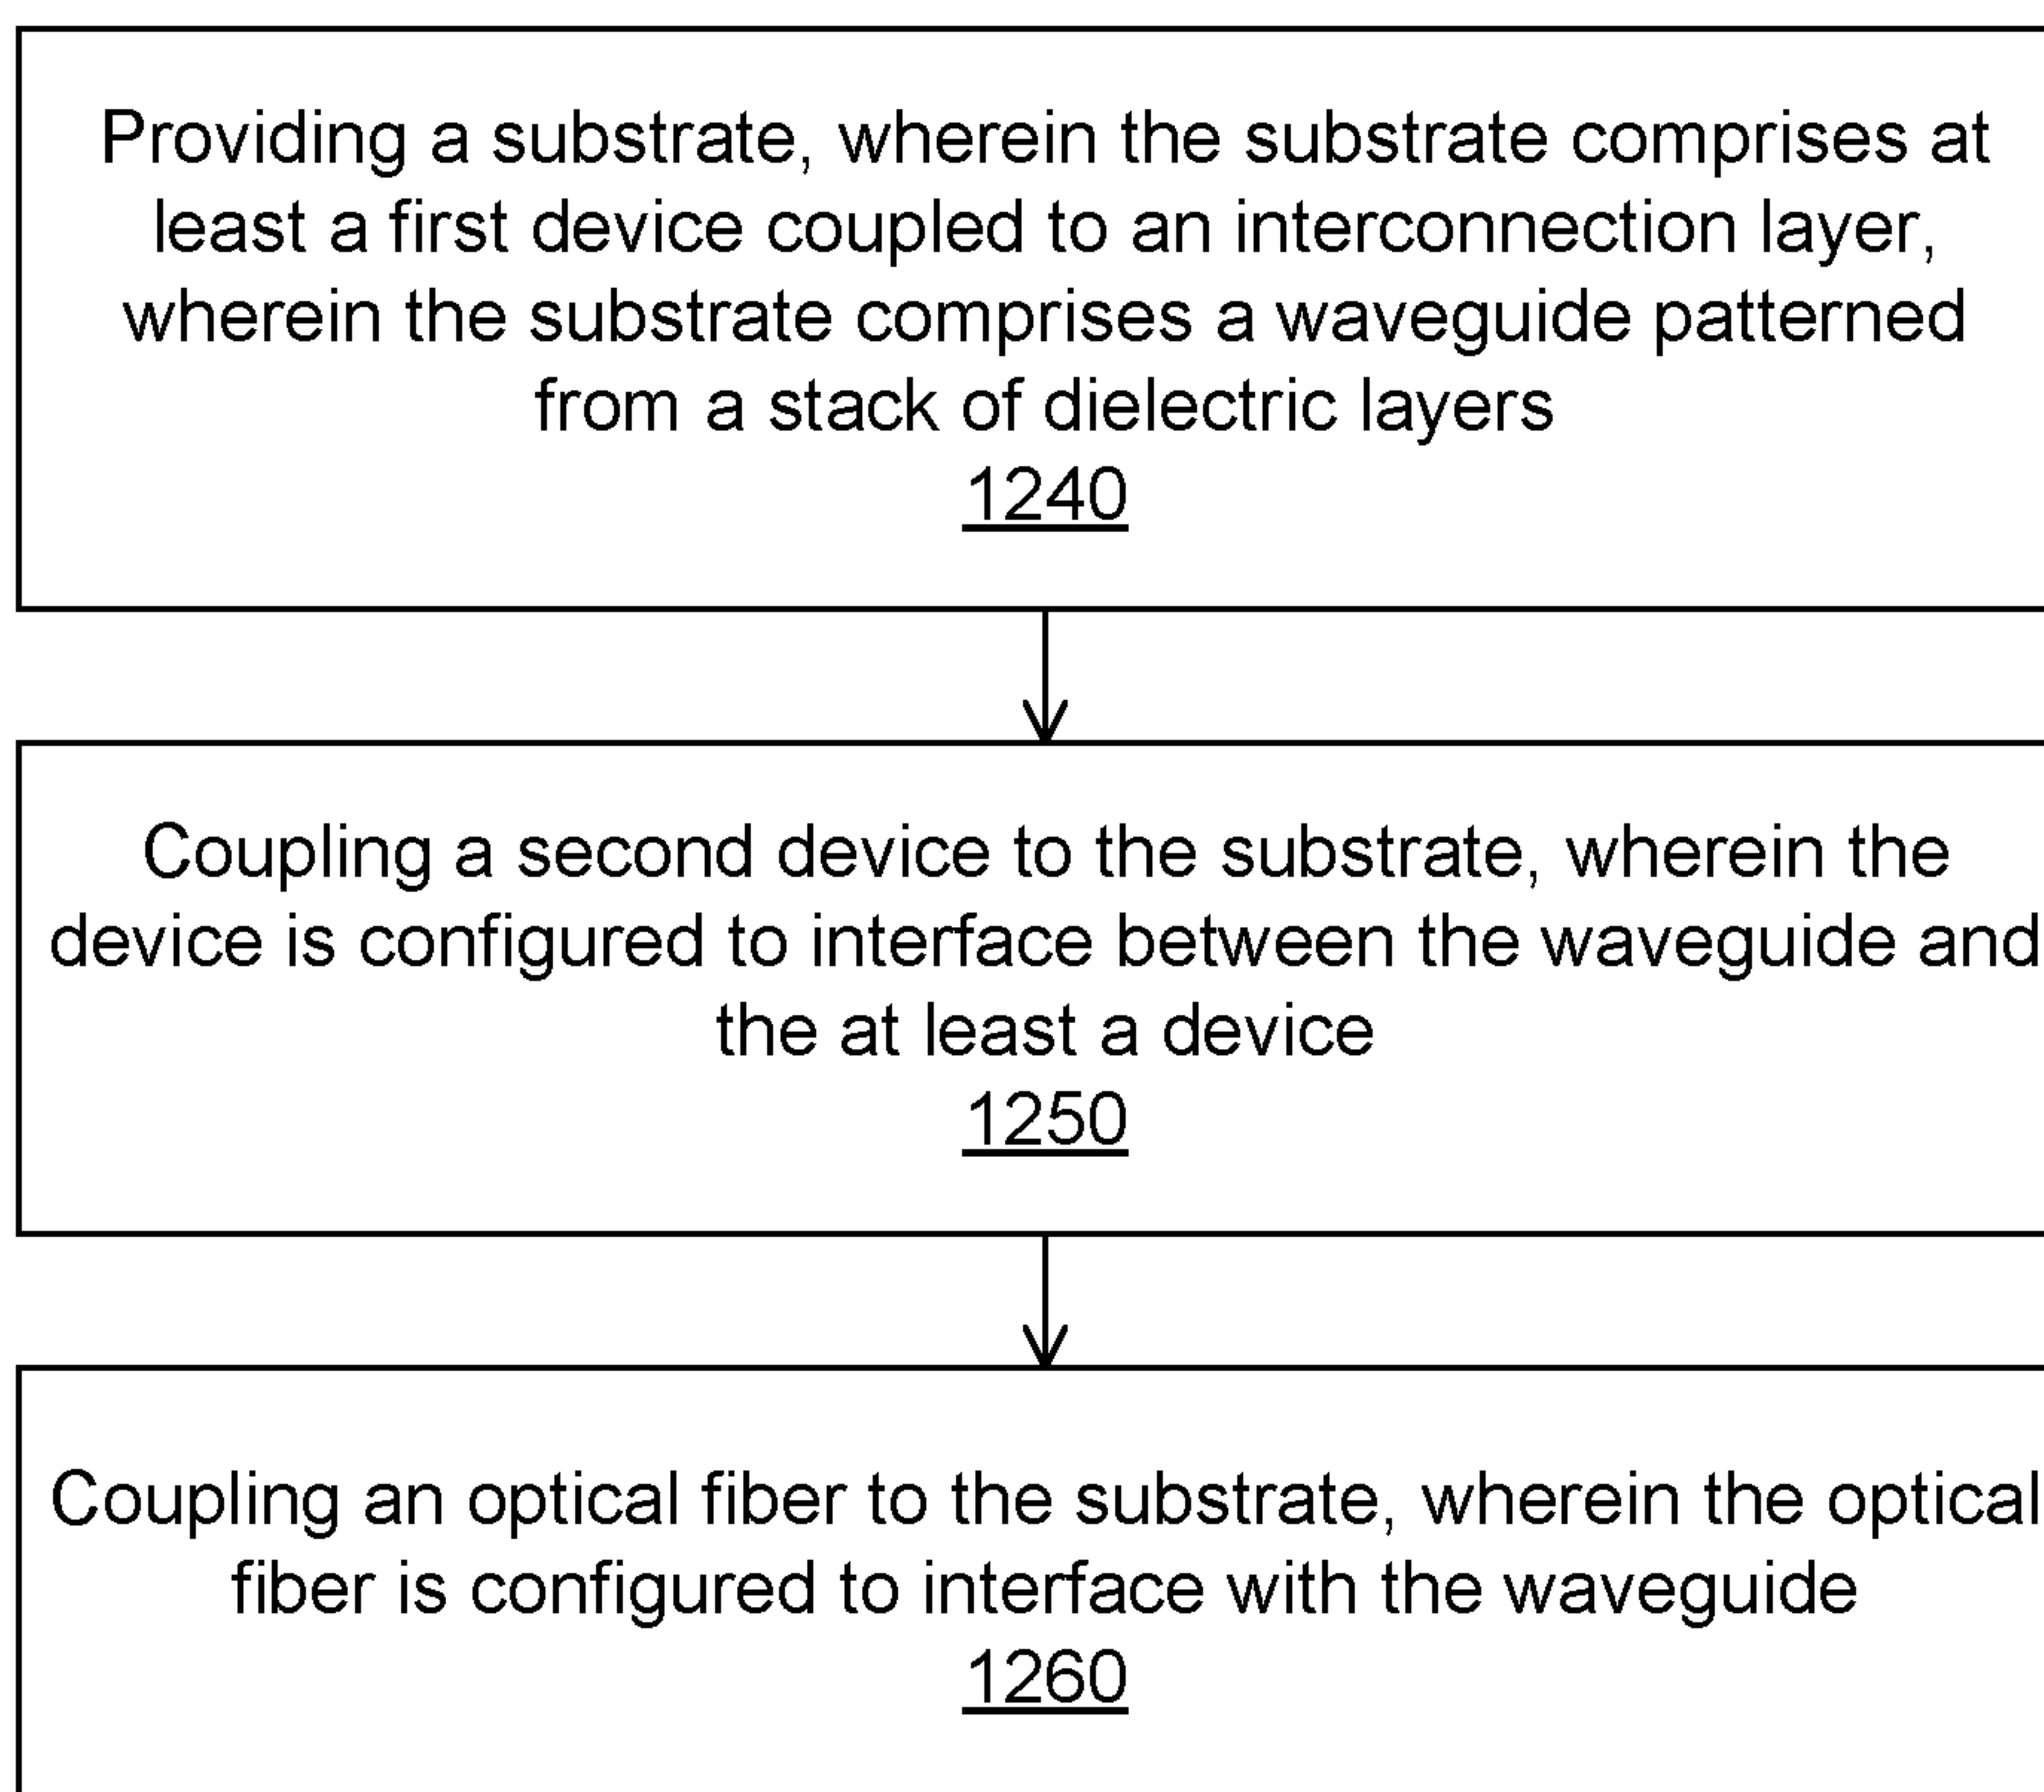 Providing a substrate, wherein the substrate comprises at
least a first device coupled to an interconnection layer,
wherein the substrate comprises a waveguide patterned
from a stack of dielectric layers
1240
Coupling a second device to the substrate, wherein the
device is configured to interface between the waveguide and
the at least a device
1250
Coupling an optical fiber to the substrate, wherein the optical
fiber is configured to interface with the waveguide
1260